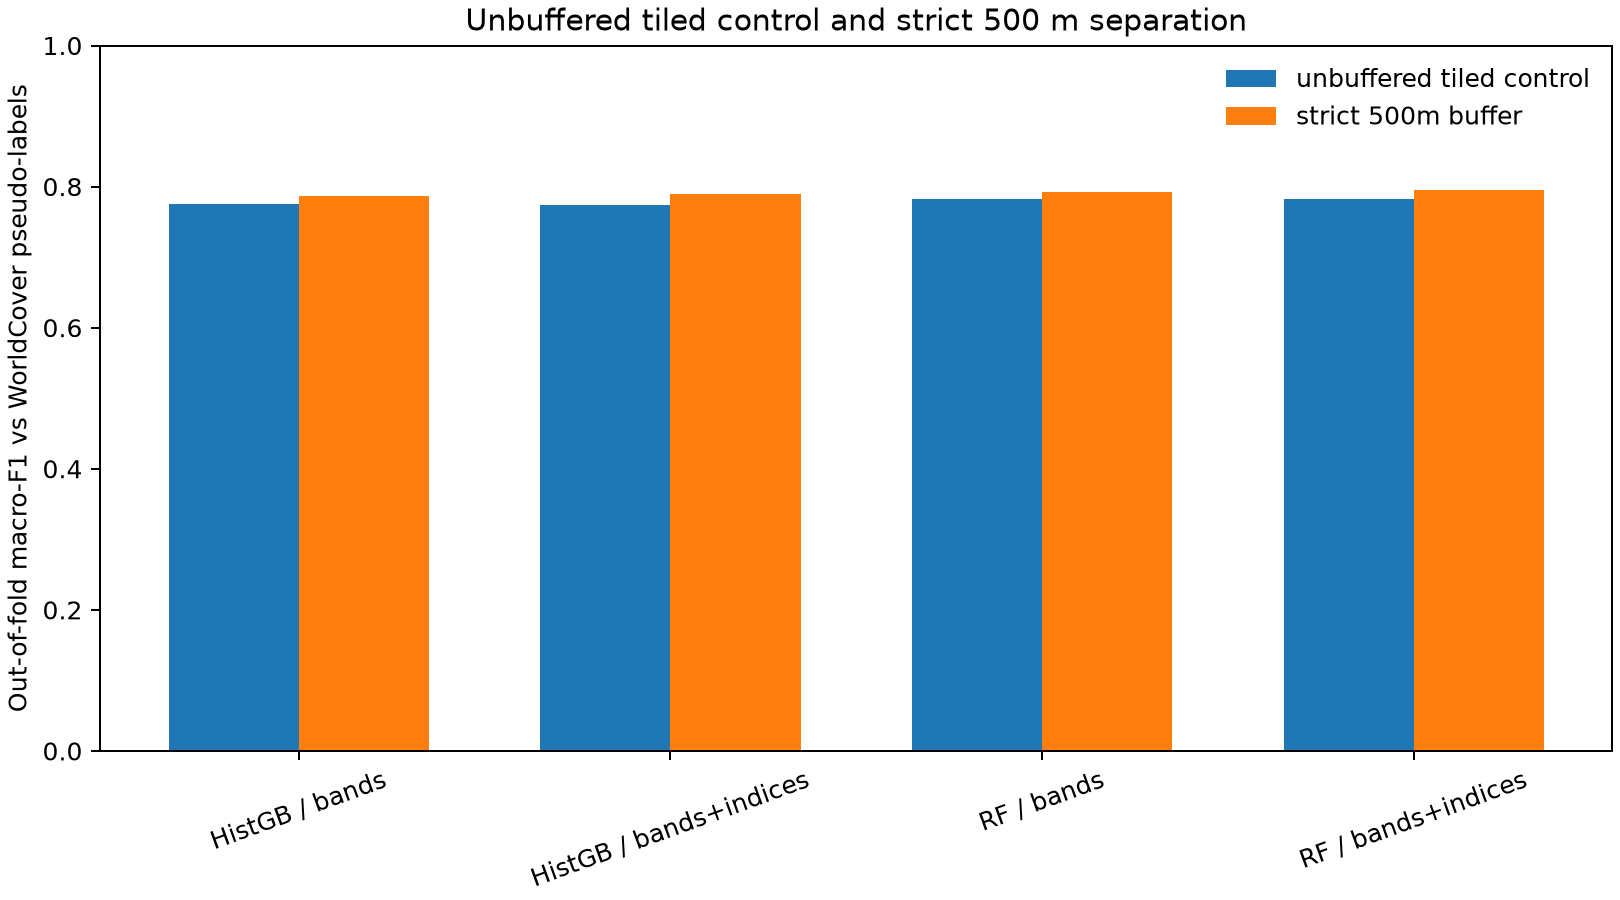 Unbuffered tiled control and strict 500 m separation
unbuffered tiled control
strict 500m buffer
Out-of-fold macro-F1 vs WorldCover pseudo-labels
1.0
0.8
0.6
0.4
0.2
0.0
HistGB / bands
HistGB / bands+indices
RF / bands
RF / bands+indices